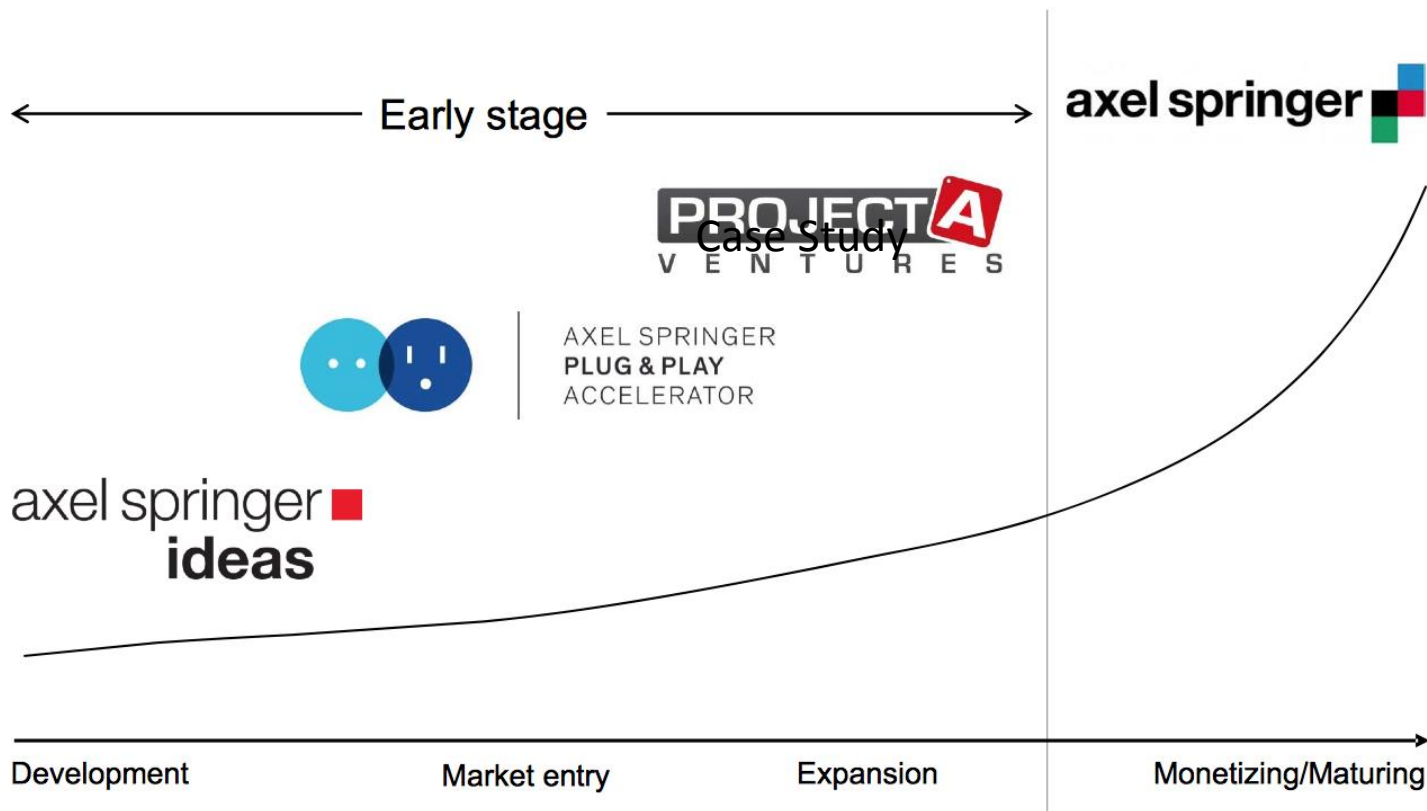 Early stage
axel springer
PROJECT A
Case Study
VENTURES
AXEL SPRINGER
PLUG & PLAY
ACCELERATOR
axel springer
ideas
Development
Market entry
Expansion
Monetizing/Maturing